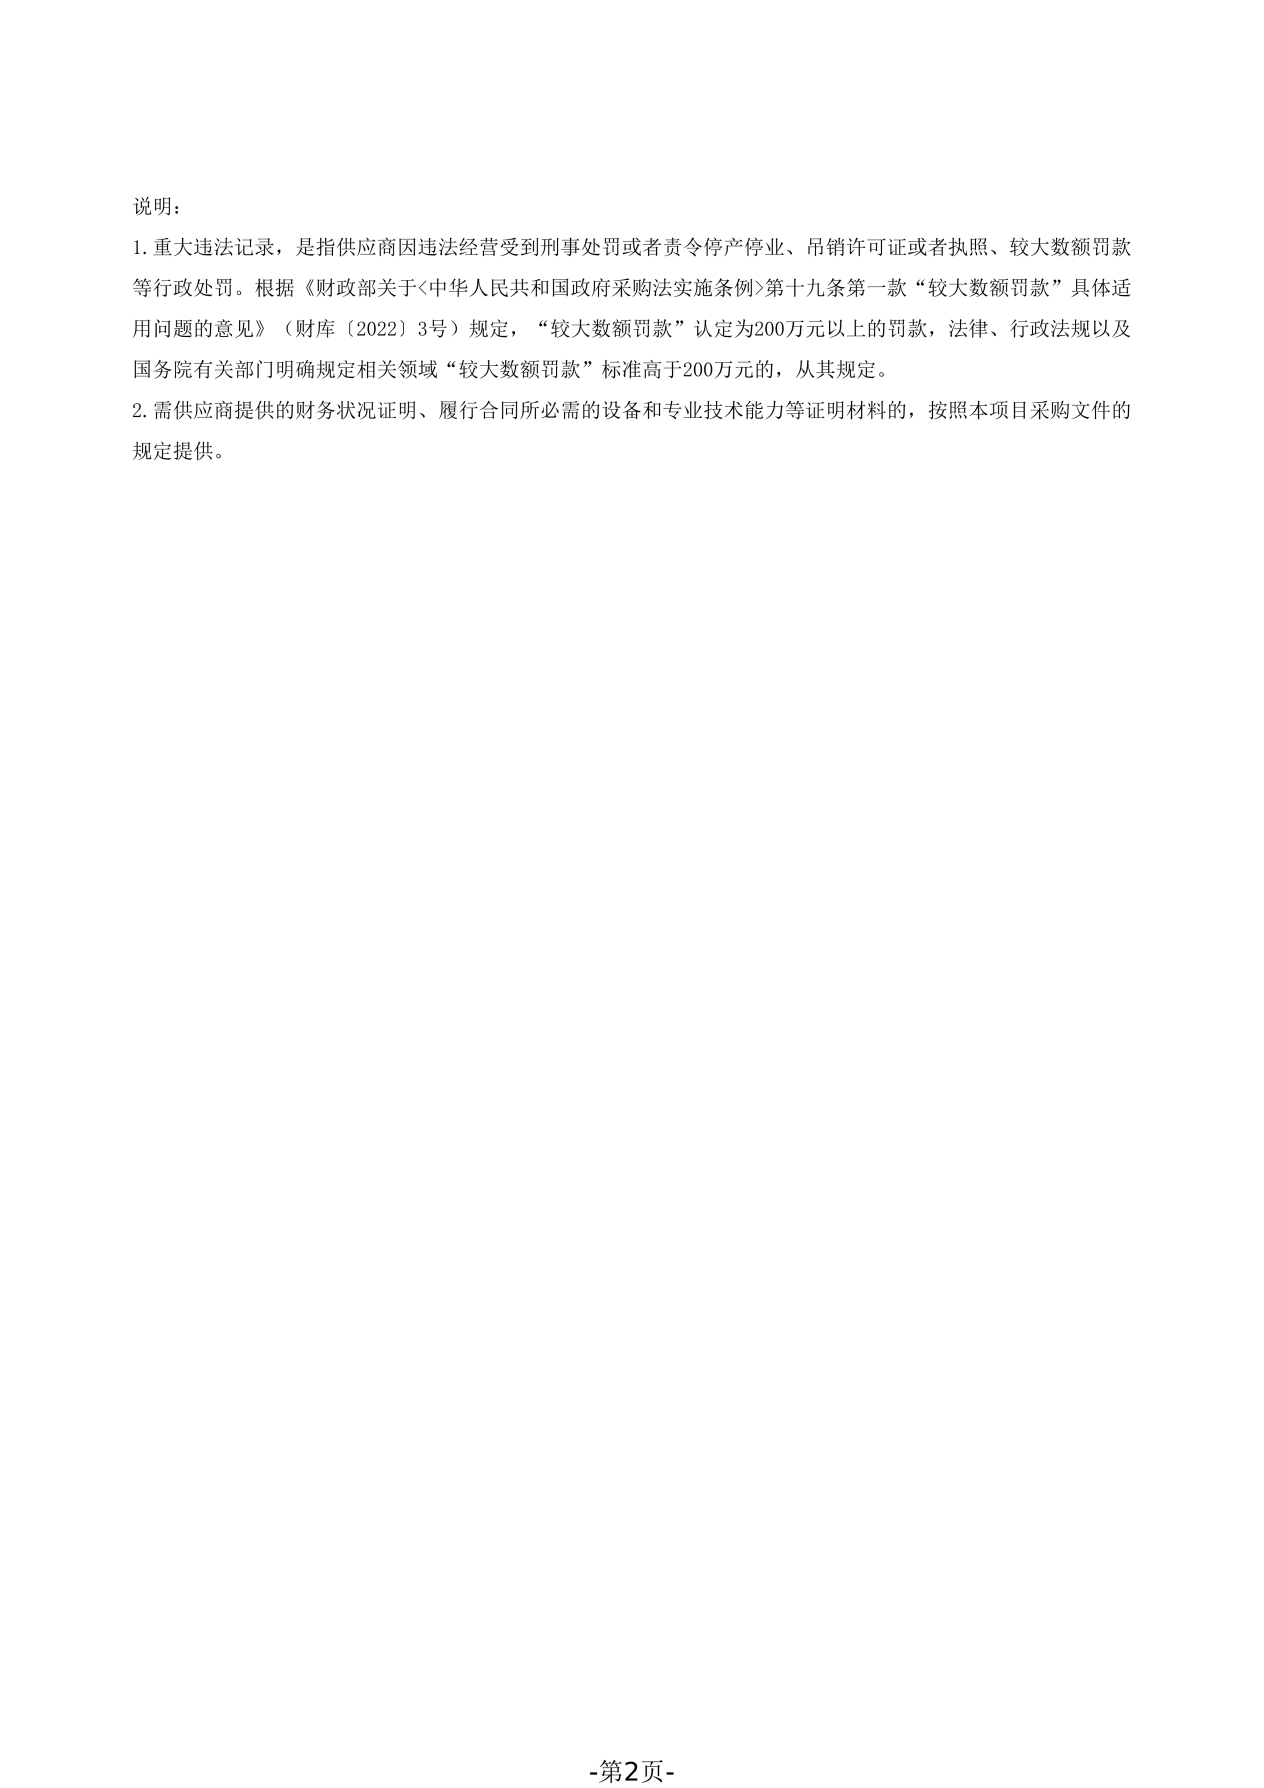 说明：
1.重大违法记录，是指供应商因违法经营受到刑事处罚或者责令停产停业、吊销许可证或者执照、较大数额罚款
等行政处罚。根据《财政部关于<中华人民共和国政府采购法实施条例>第十九条第一款“较大数额罚款”具体适
用问题的意见》（财库〔2022〕3号）规定，“较大数额罚款”认定为200万元以上的罚款，法律、行政法规以及
国务院有关部门明确规定相关领域“较大数额罚款”标准高于200万元的，从其规定。
2.需供应商提供的财务状况证明、履行合同所必需的设备和专业技术能力等证明材料的，按照本项目采购文件的
规定提供。
-第2页-